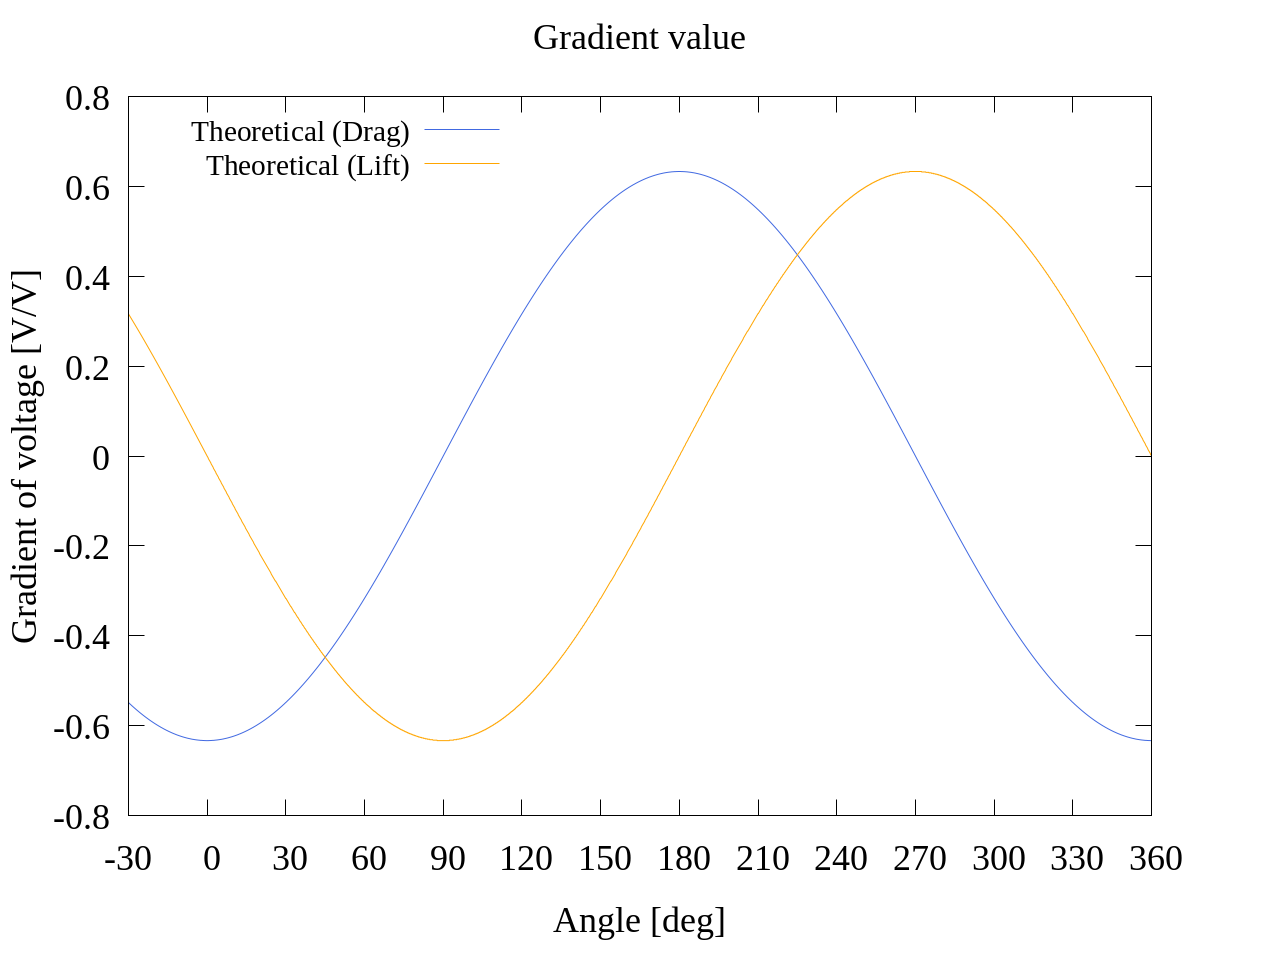 Gradient value
Theoretical (Drag)
Theoretical (Lift)
Gradient of voltage [V/V]
0.8
0.6
0.4
0.2
0
-0.2
-0.4
-0.6
-0.8
-30 0 30 60 90 120 150 180 210 240 270 300 330 360
Angle [deg]